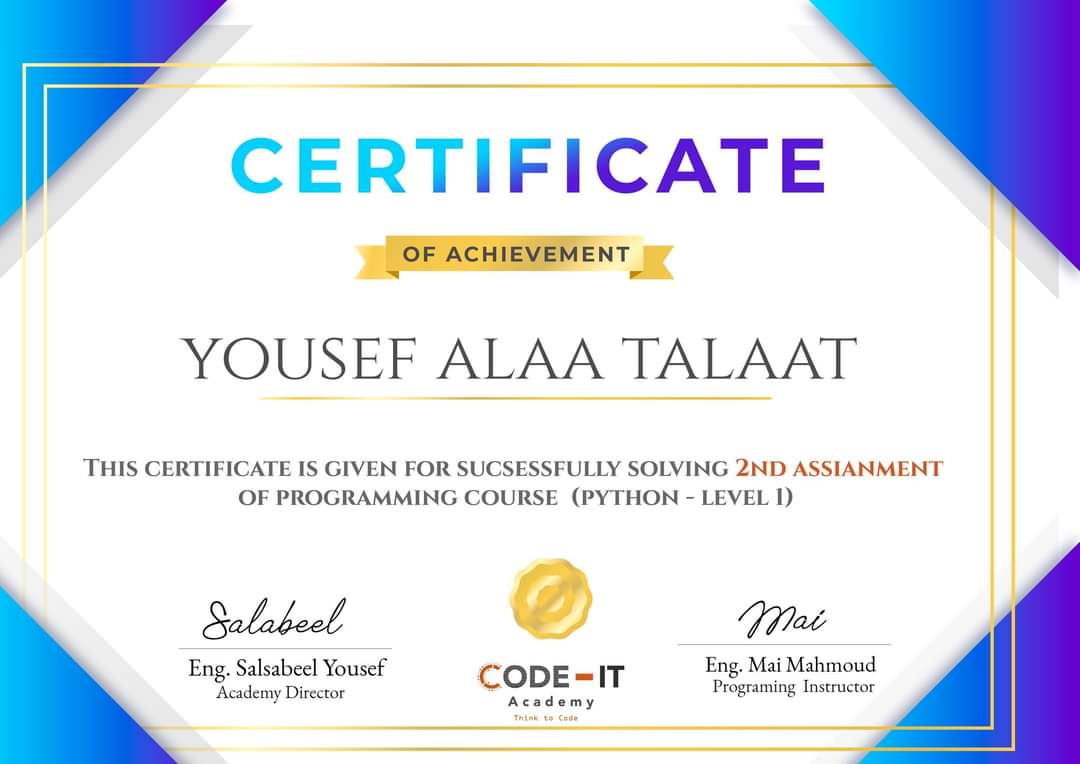 CERTIFICATE
OF ACHIEVEMENT
YOUSEF ALAA TALAAT
THIS CERTIFICATE IS GIVEN FOR SUCSESSFULLY SOLVING 2ND ASSIANMENT
OF PROGRAMMING COURSE (PYTHON - LEVEL 1)
Salabeel
Eng. Salsabeel Yousef
Academy Director
CODE-IT
Academy
Think to Code
Mai
Eng. Mai Mahmoud
Programing Instructor